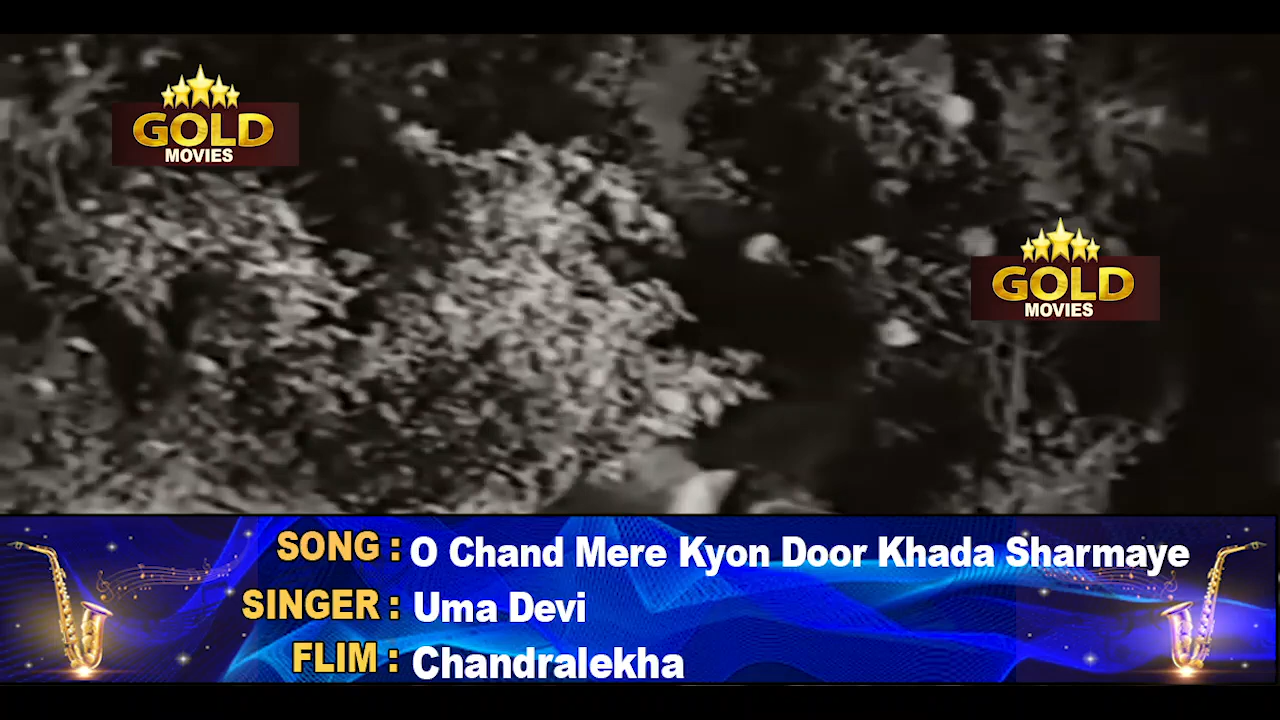 GOLD
MOVIES
GOLD
MOVIES
SONG : O Chand Mere Kyon Door Khada Sharmaye
SINGER : Uma Devi
FLIM : Chandralekha